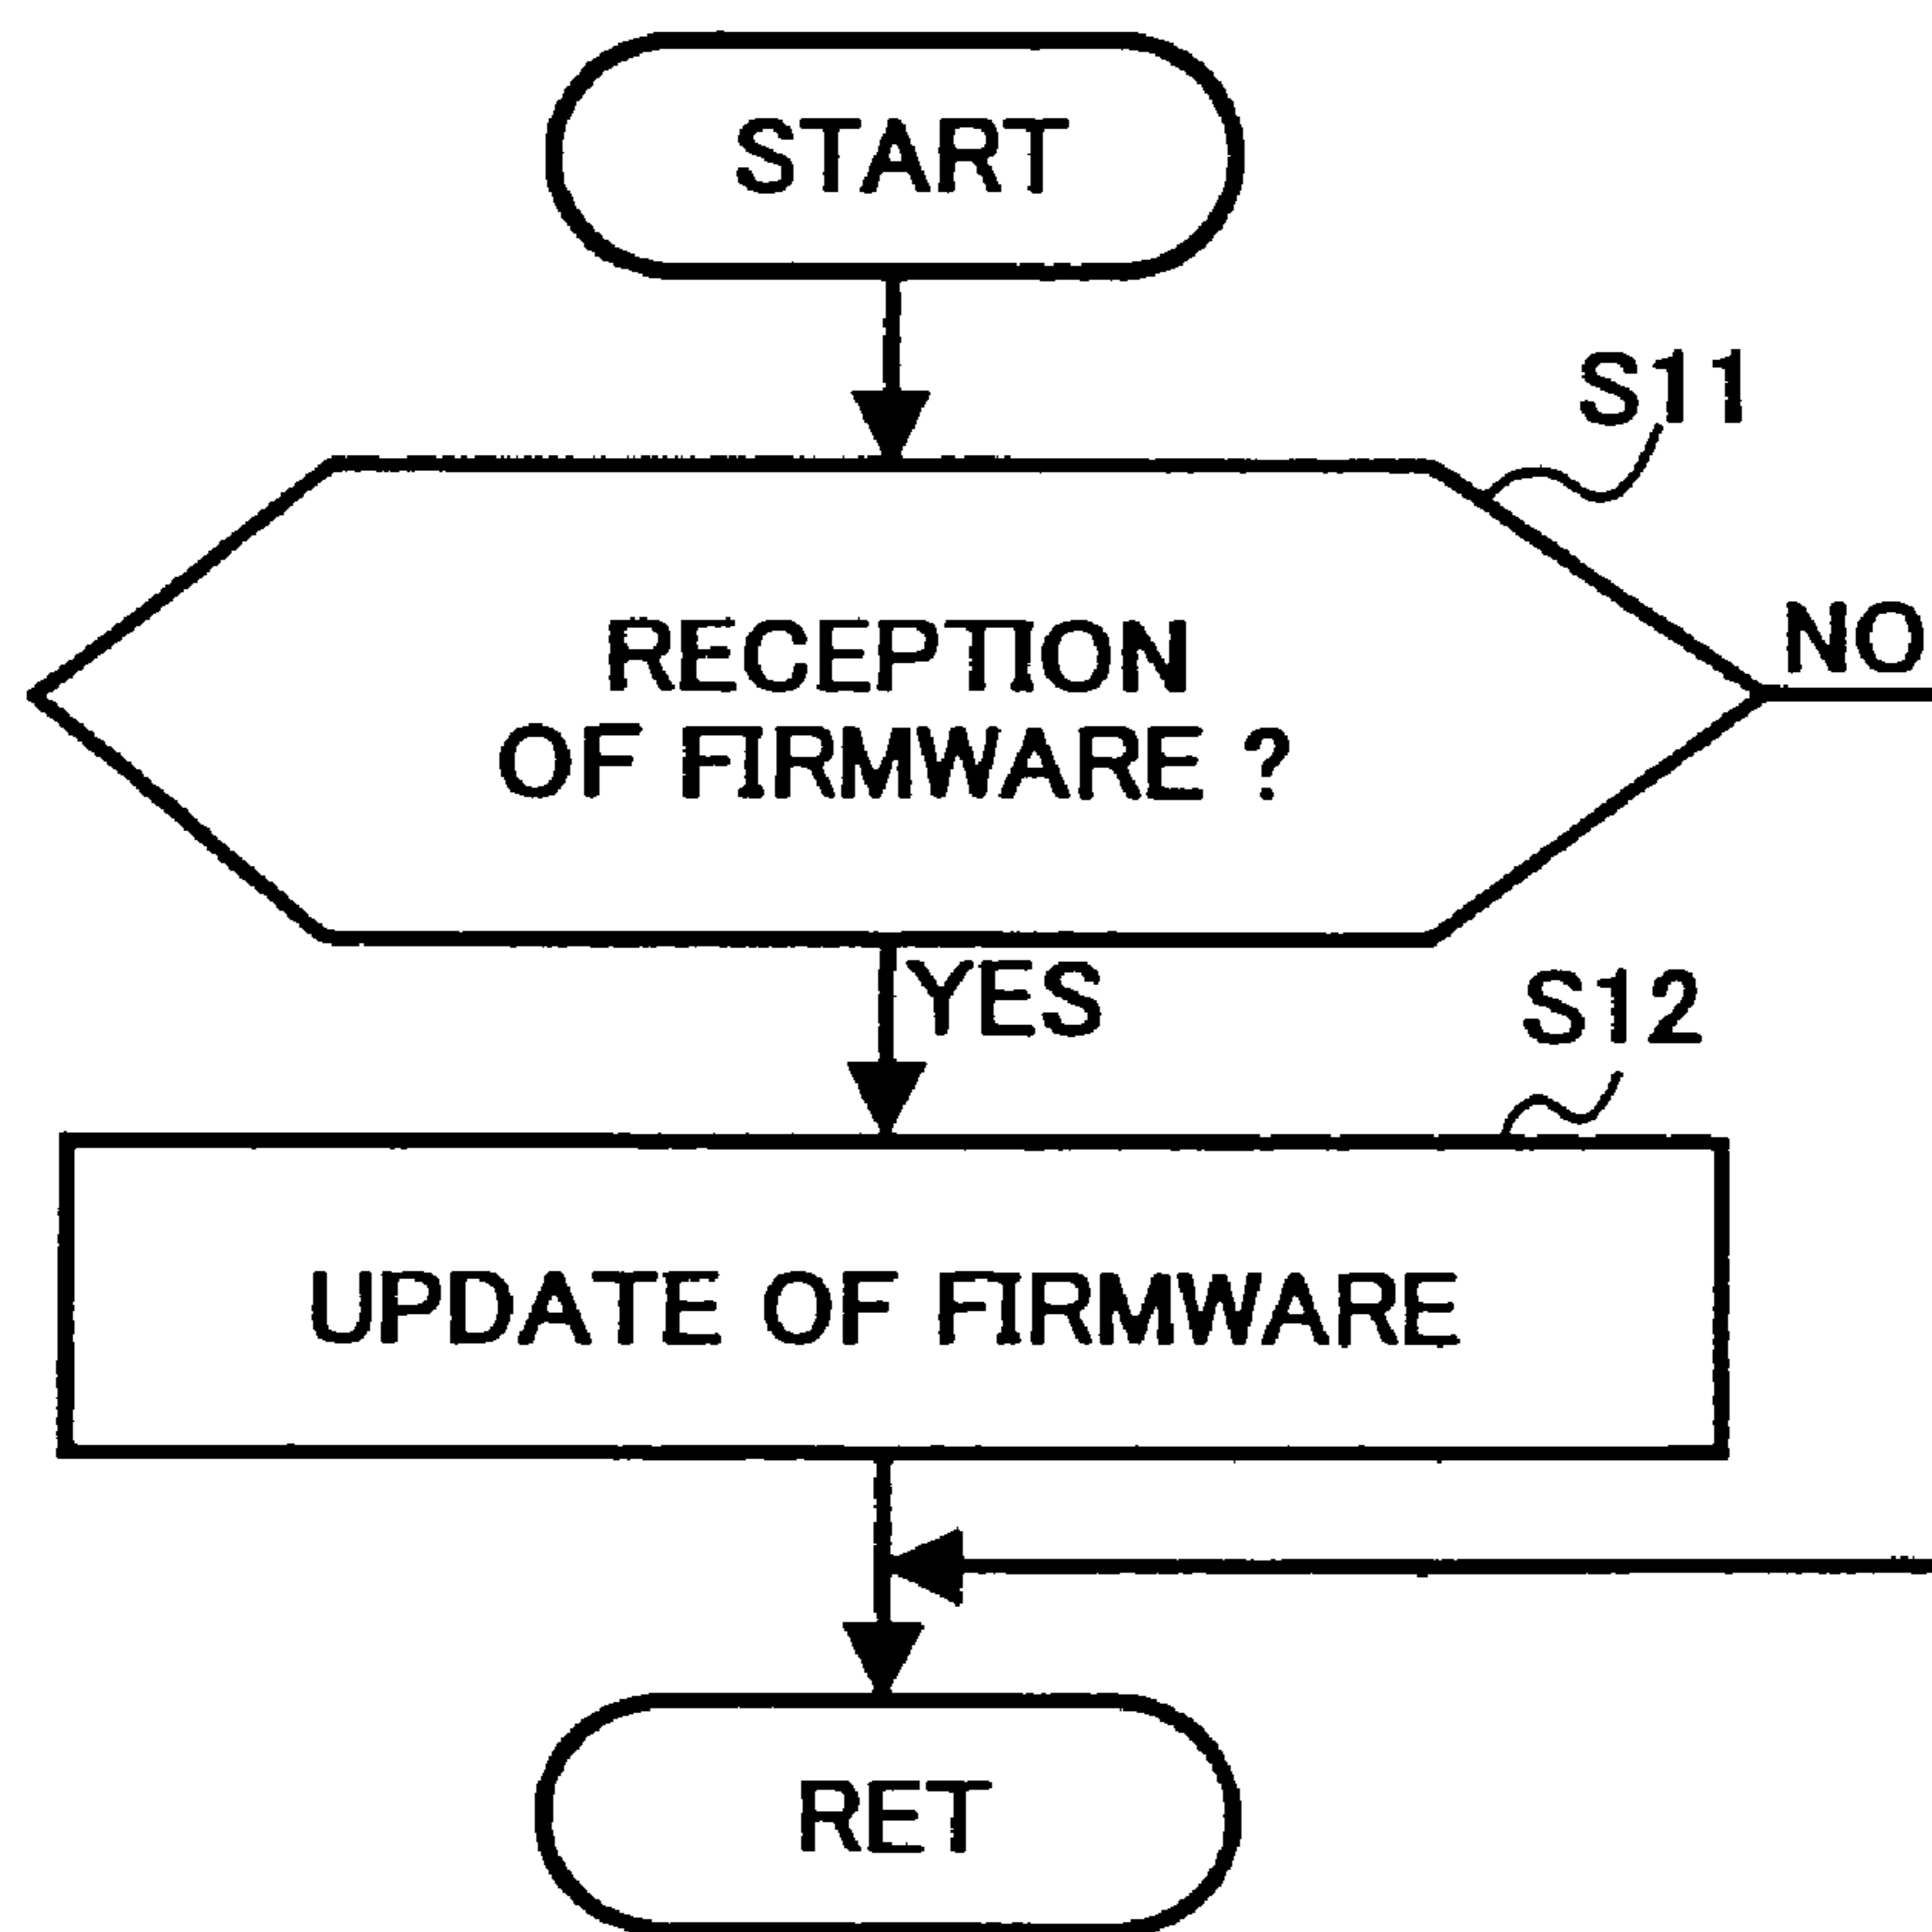 START
S11
RECEPTION
OF FIRMWARE ?
NO
YES
S12
UPDATE OF FIRMWARE
RET